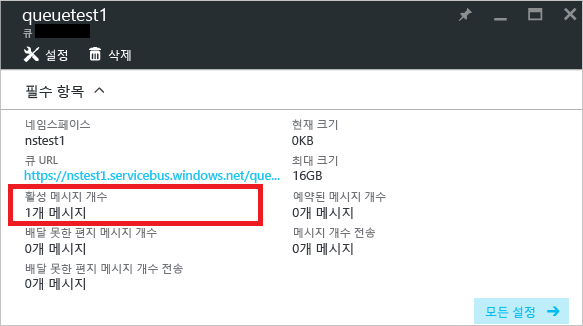 queuetest1
큐
설정 삭제
필수 항목
네임스페이스
nstest1
현재 크기
0KB
큐 URL
https://nstest1.servicebus.windows.net/que...
최대 크기
16GB
활성 메시지 개수
1개 메시지
예약된 메시지 개수
0개 메시지
배달 못한 편지 메시지 개수
0개 메시지
메시지 개수 전송
0개 메시지
배달 못한 편지 메시지 개수 전송
0개 메시지
모든 설정